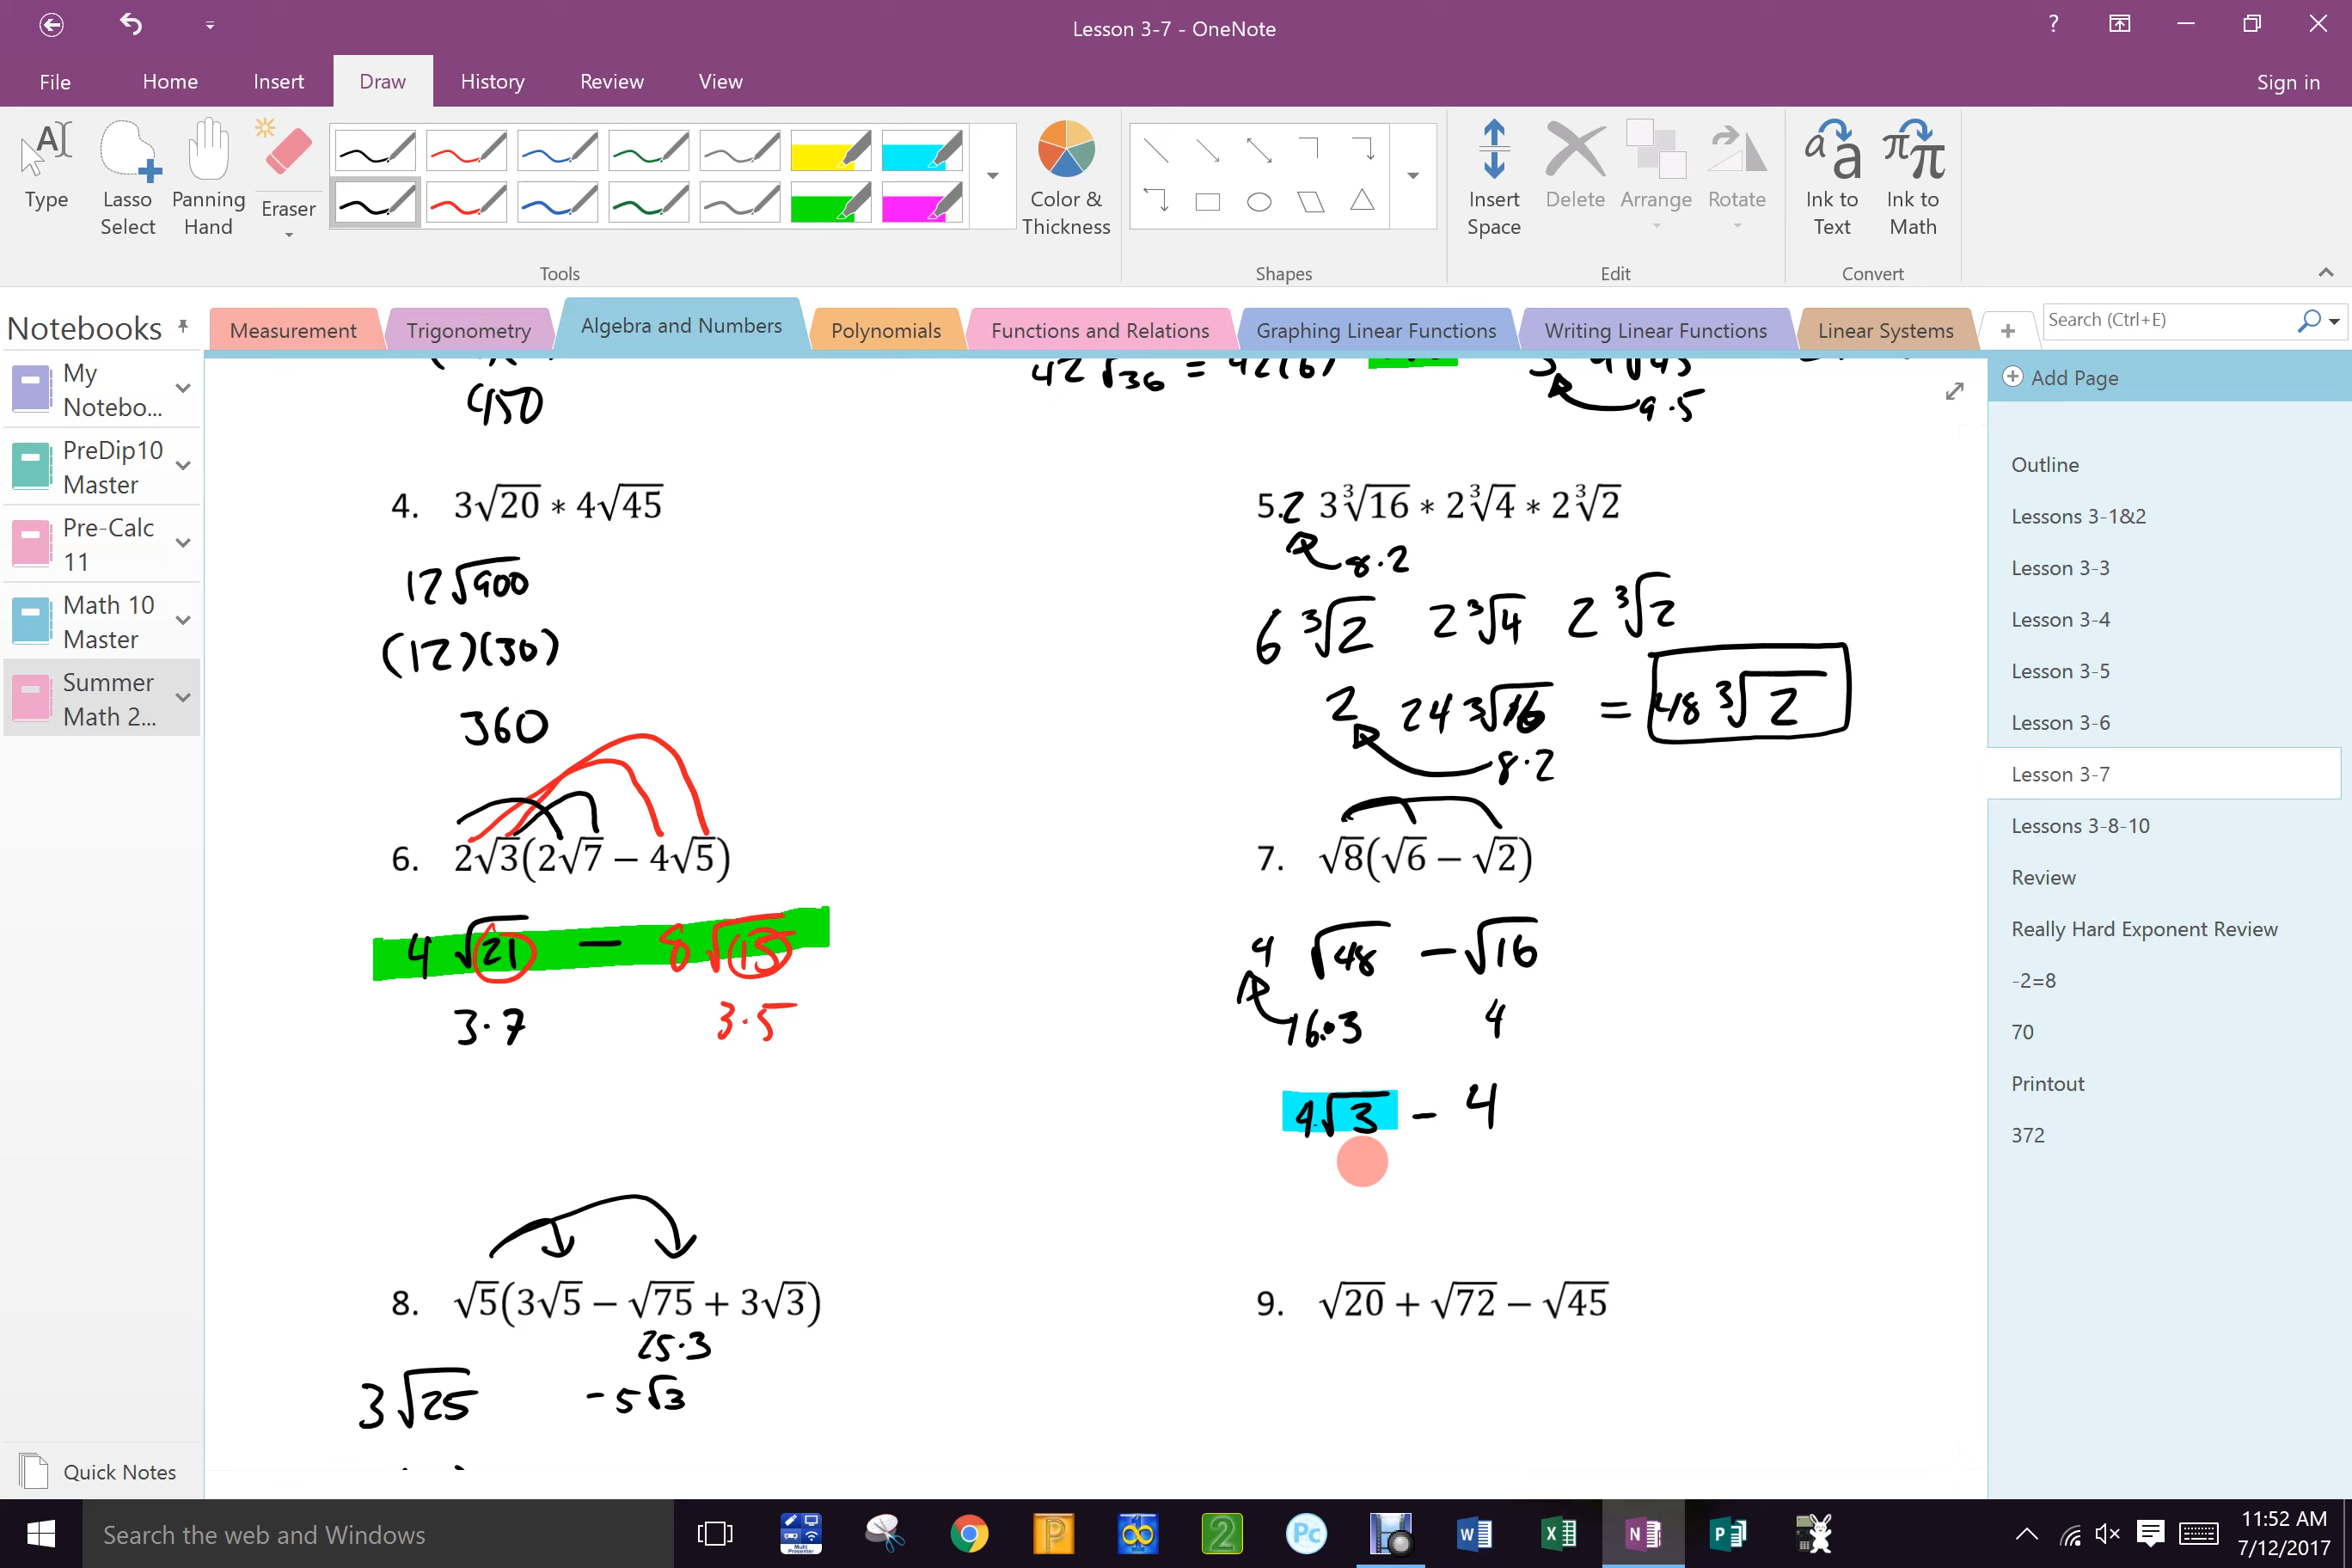 Lesson 3-7 - OneNote
?
File Home Insert Draw History Review View
Sign in
Type
Lasso Select
Panning Hand
Eraser
Color & Thickness
Insert Space
Delete
Arrange
Rotate
Ink to Text
Ink to Math
Tools
Shapes
Edit
Convert
Notebooks
Measurement
Trigonometry
Algebra and Numbers
Polynomials
Functions and Relations
Graphing Linear Functions
Writing Linear Functions
Linear Systems
+
Search (Ctrl+E)
My Notebo...
PreDip10 Master
Pre-Calc 11
Math 10 Master
Summer Math 2...
Quick Notes
450
42 √36 = 42(6)
9·5
4. 3√20 * 4√45
12√900
(12)(30)
360
5. 2 3∛16 * 2∛4 * 2∛2
8·2
6 ∛2 2∛4 2∛2
2 24∛16 = 48∛2
8·2
6. 2√3(2√7 − 4√5)
4√21 − 8√15
3·7 3·5
7. √8(√6 − √2)
4 √48 − √16
16·3 4
4√3 − 4
8. √5(3√5 − √75 + 3√3)
25·3
3√25 -5√3
9. √20 + √72 − √45
Add Page
Outline
Lessons 3-1&2
Lesson 3-3
Lesson 3-4
Lesson 3-5
Lesson 3-6
Lesson 3-7
Lessons 3-8-10
Review
Really Hard Exponent Review
-2=8
70
Printout
372
Search the web and Windows
11:52 AM
7/12/2017